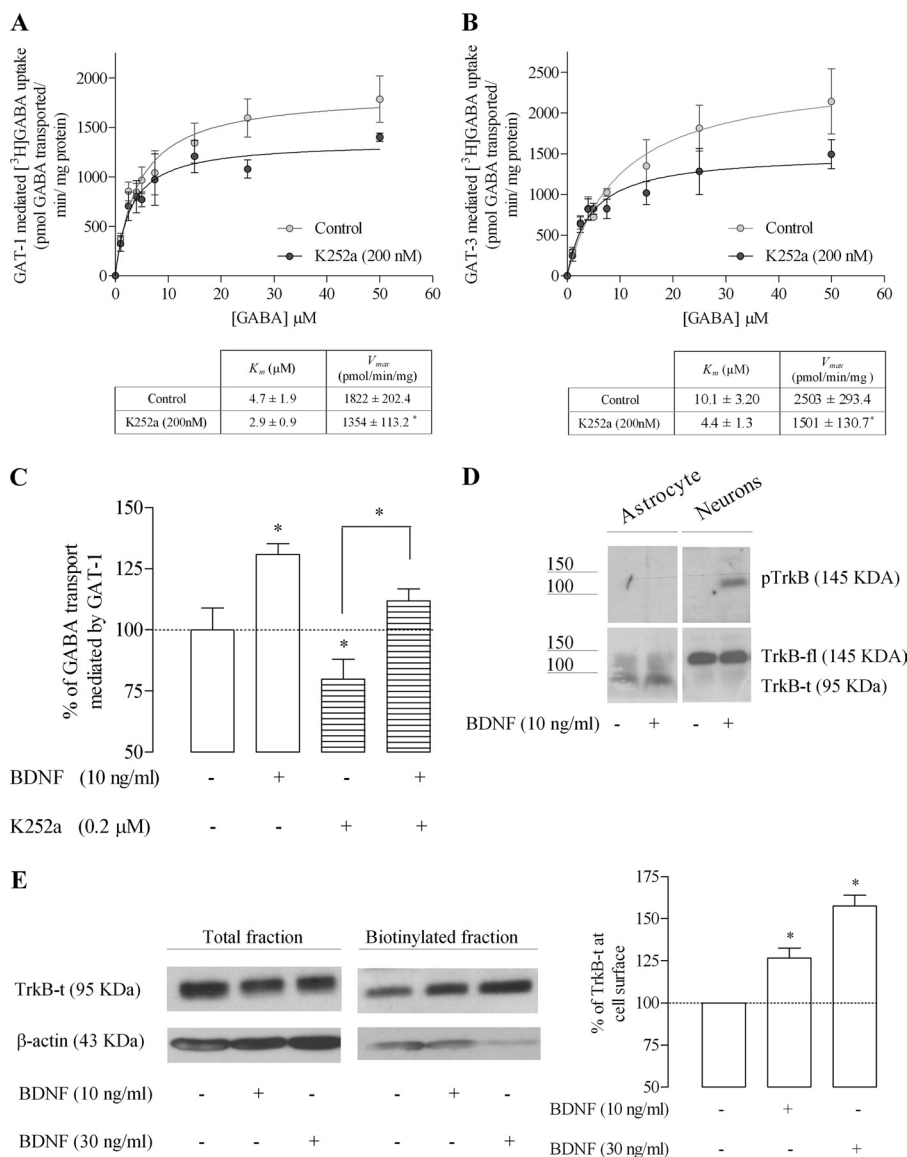 A
GAT-1 mediated [³H]GABA uptake
(pmol GABA transported/
min/ mg protein)
2000
1500
1000
500
0
0 10 20 30 40 50 60
[GABA] μM
Control
K252a (200 nM)
Kₘ (μM) Vmax
(pmol/min/mg)
Control 4.7 ± 1.9 1822 ± 202.4
K252a (200nM) 2.9 ± 0.9 1354 ± 113.2 *
B
GAT-3 mediated [³H]GABA uptake
(pmol GABA transported/
min/ mg protein)
2500
2000
1500
1000
500
0
0 10 20 30 40 50 60
[GABA] μM
Control
K252a (200 nM)
Kₘ (μM) Vmax
(pmol/min/mg )
Control 10.1 ± 3.20 2503 ± 293.4
K252a (200nM) 4.4 ± 1.3 1501 ± 130.7*
C
% of GABA transport
mediated by GAT-1
150
125
100
75
50
* * *
BDNF (10 ng/ml) - + - +
K252a (0.2 μM) - - + +
D
Astrocyte Neurons
150
100
pTrkB (145 KDA)
150
100
TrkB-fl (145 KDA)
TrkB-t (95 KDa)
BDNF (10 ng/ml) - + - +
E
Total fraction Biotinylated fraction
TrkB-t (95 KDa)
β-actin (43 KDa)
BDNF (10 ng/ml) - + - - + -
BDNF (30 ng/ml) - - + - - +
% of TrkB-t at
cell surface
175
150
125
100
75
50
* *
BDNF (10 ng/ml) - + -
BDNF (30 ng/ml) - - +